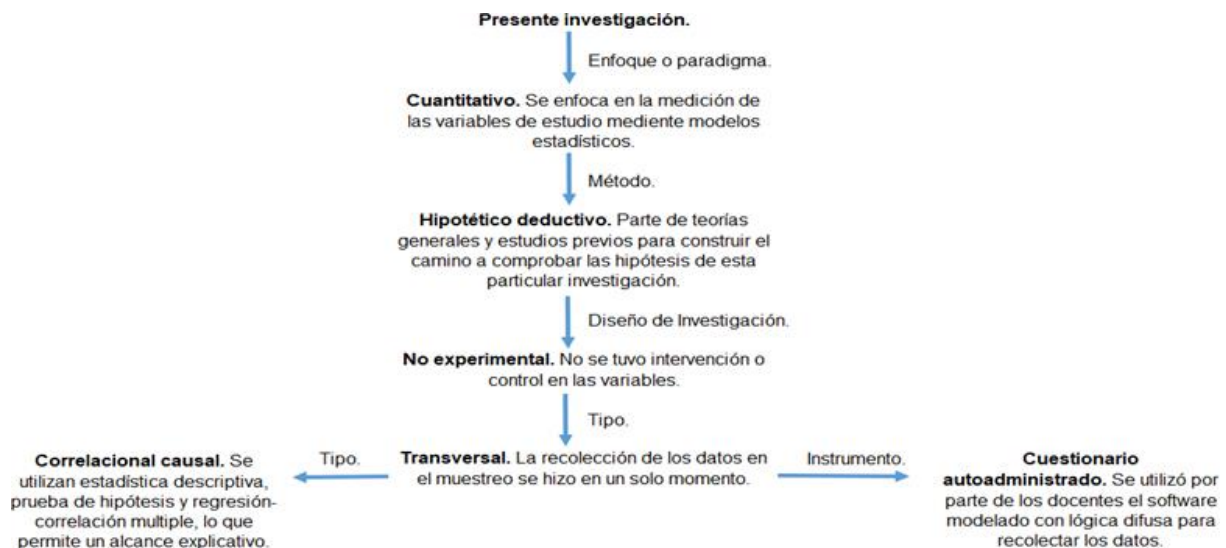 Presente investigación.
Enfoque o paradigma.
Cuantitativo. Se enfoca en la medición de
las variables de estudio mediente modelos
estadísticos.
Método.
Hipotético deductivo. Parte de teorías
generales y estudios previos para construir el
camino a comprobar las hipótesis de esta
particular investigación.
Diseño de Investigación.
No experimental. No se tuvo intervención o
control en las variables.
Tipo.
Transversal. La recolección de los datos en
el muestreo se hizo en un solo momento.
Tipo.
Correlacional causal. Se
utilizan estadística descriptiva,
prueba de hipótesis y regresión-
correlación multiple, lo que
permite un alcance explicativo.
Instrumento.
Cuestionario
autoadministrado. Se utilizó por
parte de los docentes el software
modelado con lógica difusa para
recolectar los datos.